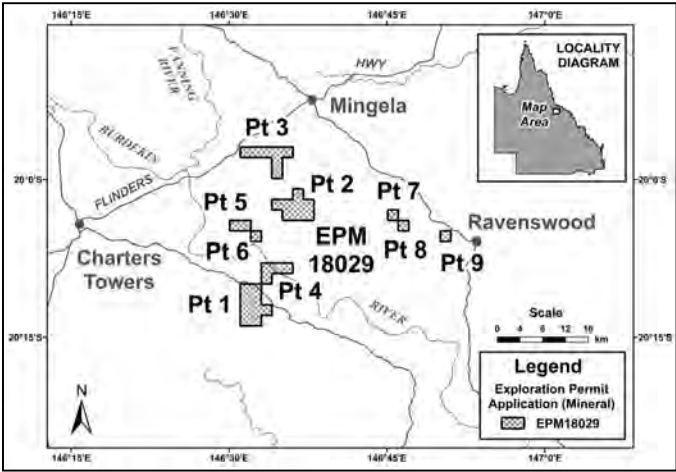 146°15'E
146°30'E
146°45'E
147°0'E
LOCALITY
DIAGRAM
Map
Area
HWY
FANNING
RIVER
Mingela
BURDEKIN
Pt 3
20°0'S
20°0'S
FLINDERS
Pt 2
Pt 7
Pt 5
Ravenswood
EPM
18029
Pt 6
Pt 8
Pt 9
Charters
Towers
Pt 4
Pt 1
RIVER
Scale
0 4 8 12 16
km
20°15'S
20°15'S
Legend
Exploration Permit
Application (Mineral)
EPM18029
N
146°15'E
146°30'E
146°45'E
147°0'E